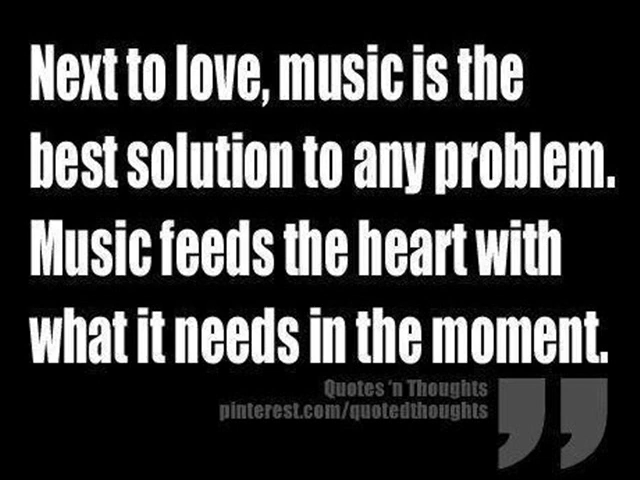 Next to love, music is the
best solution to any problem.
Music feeds the heart with
what it needs in the moment.
Quotes 'n Thoughts
pinterest.com/quotedthoughts